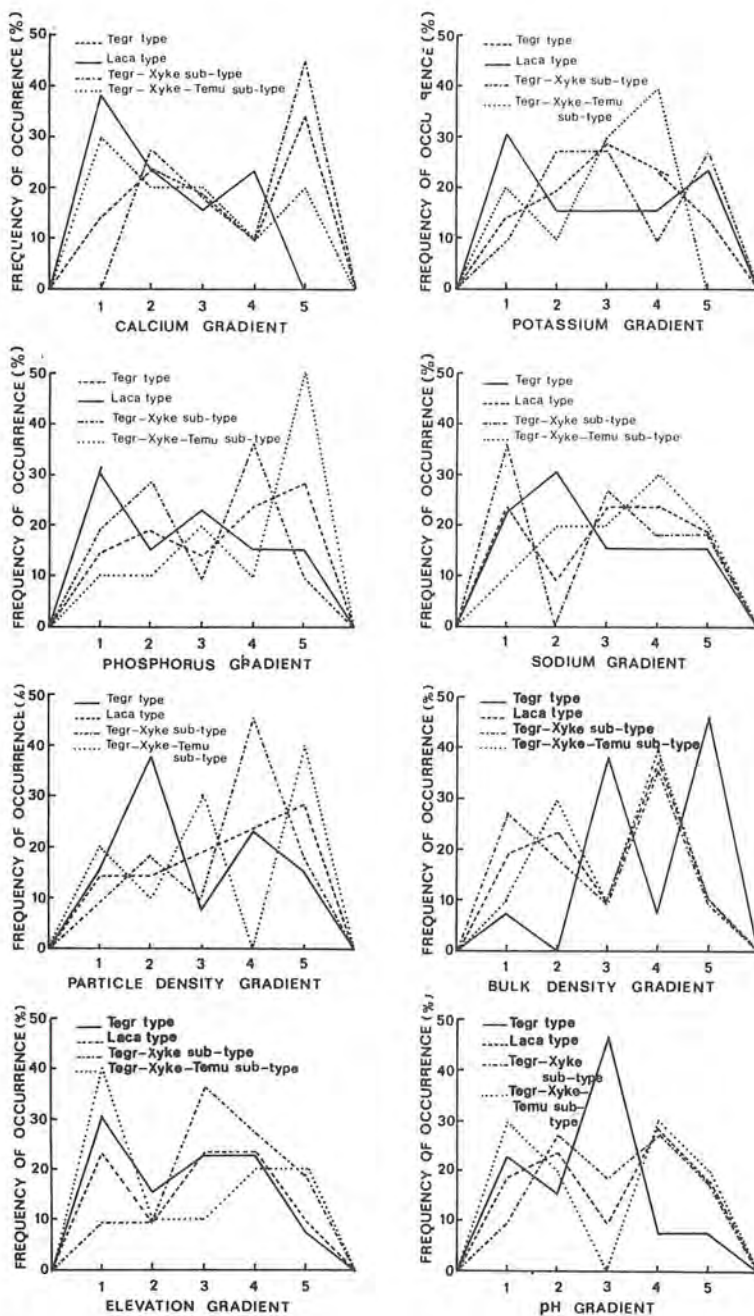 FREQUENCY OF OCCURRENCE (%)
50
40
30
20
10
0
Tegr type
Laca type
Tegr-Xyke sub-type
Tegr-Xyke-Temu sub-type
1 2 3 4 5
CALCIUM GRADIENT
FREQUENCY OF OCCU. .
50
40
30
20
10
0
Tegr type
Laca type
Tegr-Xyke sub-type
Tegr-Xyke-Temu
sub-type
1 2 3 4 5
POTASSIUM GRADIENT
FREQUENCY OF OCCURRENCE (%)
50
40
30
20
10
0
Tegr type
Laca type
Tegr-Xyke sub-type
Tegr-Xyke-Temu sub-type
1 2 3 4 5
PHOSPHORUS GRADIENT
FREQUENCY OF OCCURRENCE (%)
50
40
30
20
10
0
Tegr type
Laca type
Tegr-Xyke sub-type
Tegr-Xyke-Temu sub-type
1 2 3 4 5
SODIUM GRADIENT
FREQUENCY OF OCCURRENCE
50
40
30
20
10
0
Tegr type
Laca type
Tegr-Xyke sub-type
Tegr-Xyke-Temu
sub-type
1 2 3 4 5
PARTICLE DENSITY GRADIENT
FREQUENCY OF OCCURRENCE
50
40
30
20
10
0
Tegr type
Laca type
Tegr-Xyke sub-type
Tegr-Xyke-Temu sub-type
1 2 3 4 5
BULK DENSITY GRADIENT
FREQUENCY OF OCCURRENCE (%)
50
40
30
20
10
0
Tegr type
Laca type
Tegr-Xyke sub-type
Tegr-Xyke-Temu sub-type
1 2 3 4 5
ELEVATION GRADIENT
FREQUENCY OF OCCURRENCE (%)
50
40
30
20
10
0
Tegr type
Laca type
Tegr-Xyke
sub-type
Tegr-Xyke-
Temu sub-
type
1 2 3 4 5
pH GRADIENT